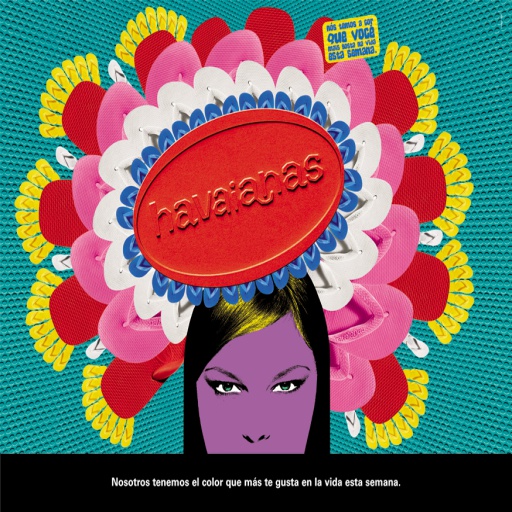 Nós temos a cor
que você
mais gosta na vida
esta semana.
havaianas
Nosotros tenemos el color que más te gusta en la vida esta semana.